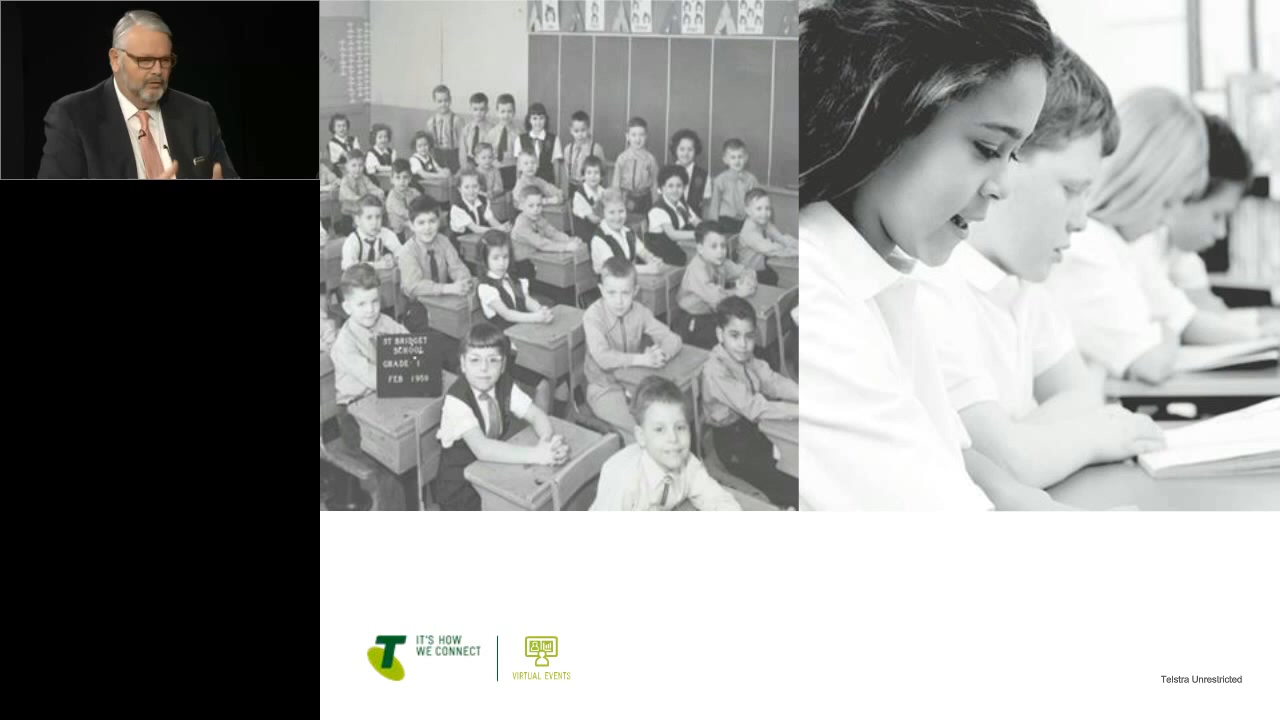 ST BRIDGET
SCHOOL
GRADE 1
FEB 1959
T IT'S HOW
WE CONNECT
VIRTUAL EVENTS
Telstra Unrestricted